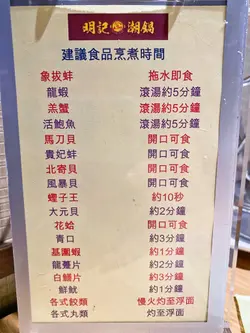 明記 潮鍋
建議食品烹煮時間
象拔蚌 拖水即食
龍蝦 滾湯約5分鐘
羔蟹 滾湯約5分鐘
活鮑魚 滾湯約5分鐘
馬刀貝 開口可食
貴妃蚌 開口可食
北寄貝 開口可食
風暴貝 開口可食
蟶子王 約10秒
大元貝 約2分鐘
花蛤 開口可食
青口 約3分鐘
基圍蝦 約1分鐘
龍躉片 約2分鐘
白鱔片 約3分鐘
鮮魷 約1分鐘
各式餃類 慢火灼至浮面
各式丸類 灼至浮面